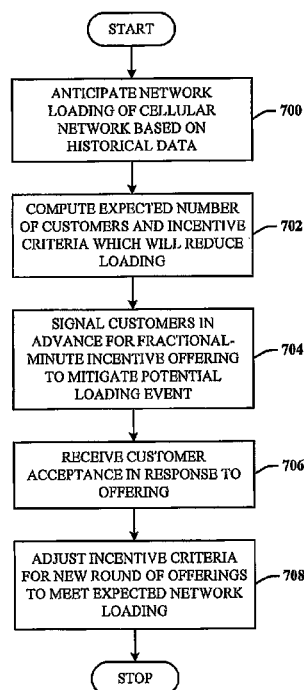 START
ANTICIPATE NETWORK
LOADING OF CELLULAR
NETWORK BASED ON
HISTORICAL DATA
700
COMPUTE EXPECTED NUMBER
OF CUSTOMERS AND INCENTIVE
CRITERIA WHICH WILL REDUCE
LOADING
702
SIGNAL CUSTOMERS IN
ADVANCE FOR FRACTIONAL-
MINUTE INCENTIVE OFFERING
TO MITIGATE POTENTIAL
LOADING EVENT
704
RECEIVE CUSTOMER
ACCEPTANCE IN RESPONSE TO
OFFERING
706
ADJUST INCENTIVE CRITERIA
FOR NEW ROUND OF OFFERINGS
TO MEET EXPECTED NETWORK
LOADING
708
STOP